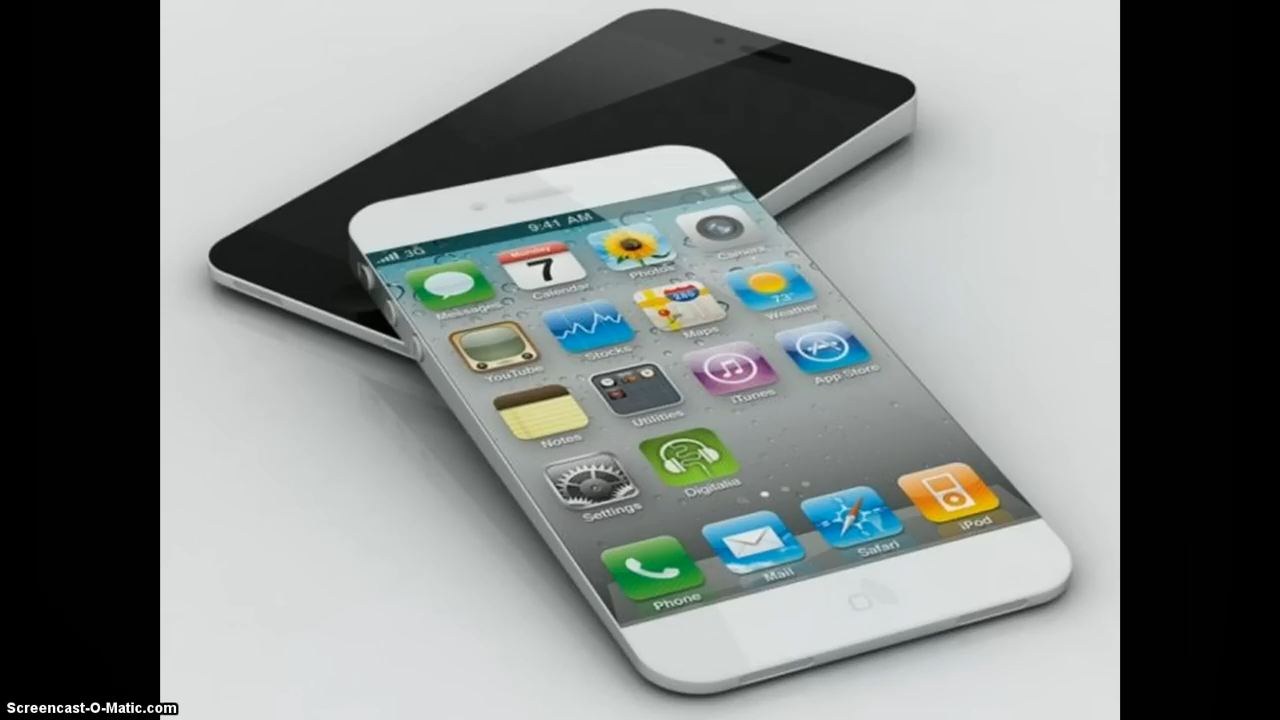 3G 9:41 AM
Messages
Monday
7
Calendar
Photos
Camera
YouTube
Stocks
280
Maps
73°
Weather
Notes
Utilities
iTunes
App Store
Settings
Digitalia
Phone
Mail
Safari
iPod
Screencast-O-Matic.com